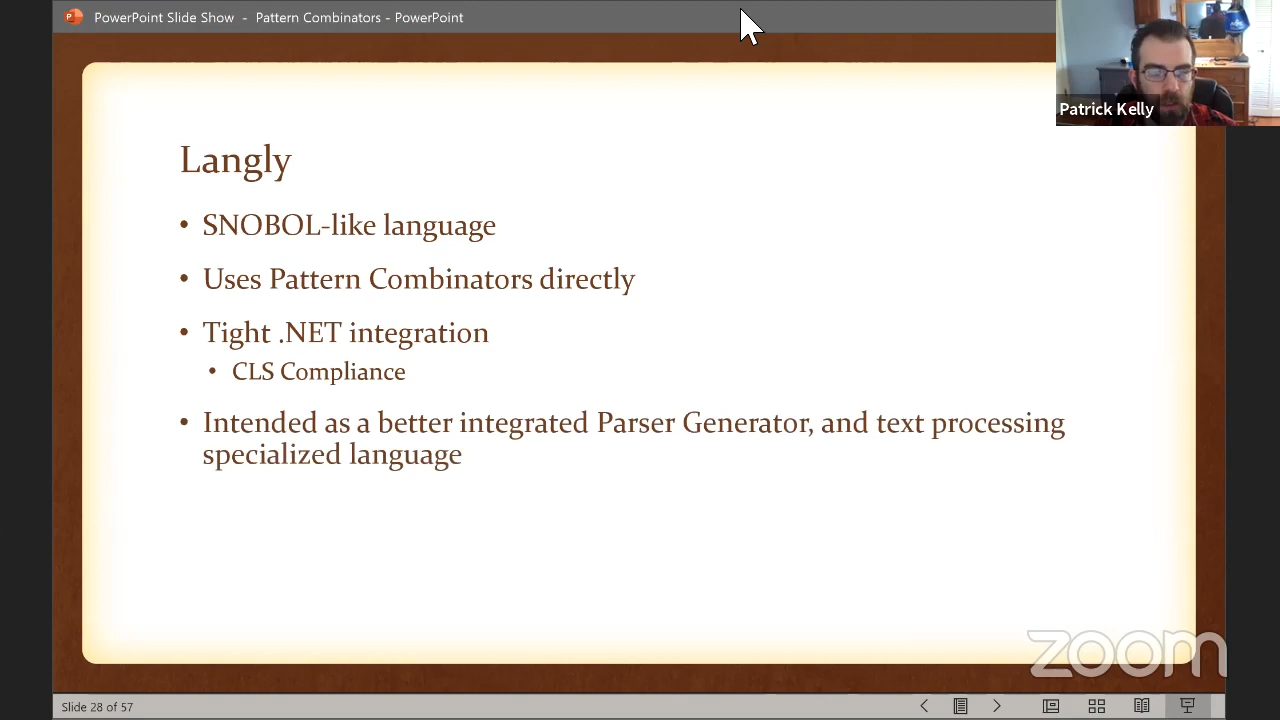 PowerPoint Slide Show - Pattern Combinators - PowerPoint
Patrick Kelly
Langly
• SNOBOL-like language
• Uses Pattern Combinators directly
• Tight .NET integration
• CLS Compliance
• Intended as a better integrated Parser Generator, and text processing
specialized language
zoom
Slide 28 of 57